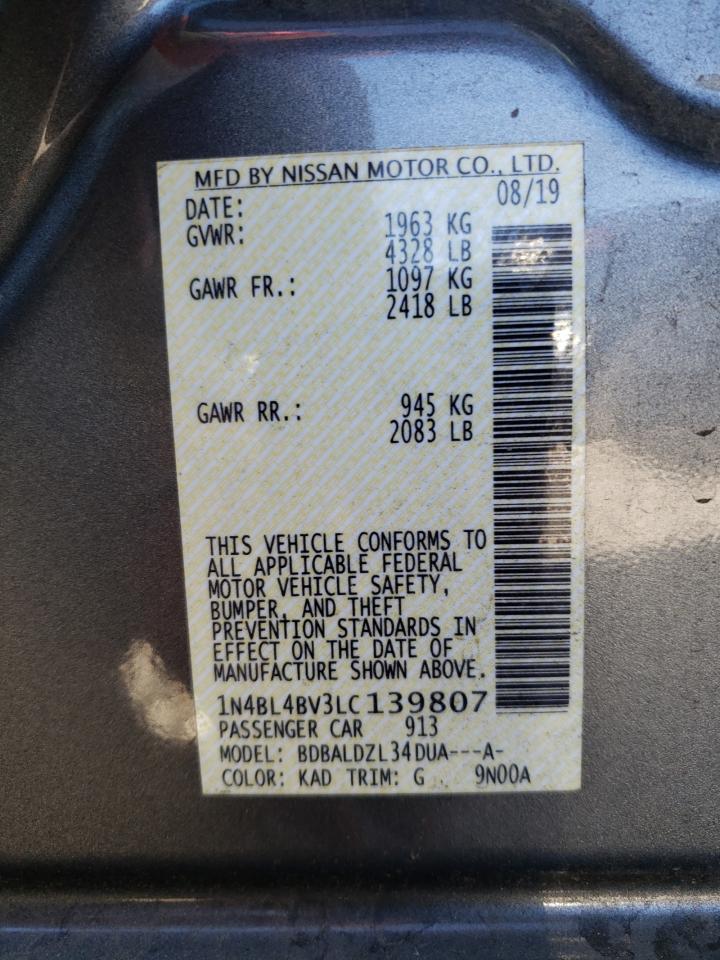 MFD BY NISSAN MOTOR CO., LTD.
DATE: 08/19
GVWR: 1963 KG
4328 LB
GAWR FR.: 1097 KG
2418 LB
GAWR RR.: 945 KG
2083 LB
THIS VEHICLE CONFORMS TO
ALL APPLICABLE FEDERAL
MOTOR VEHICLE SAFETY,
BUMPER, AND THEFT
PREVENTION STANDARDS IN
EFFECT ON THE DATE OF
MANUFACTURE SHOWN ABOVE.
1N4BL4BV3LC139807
PASSENGER CAR 913
MODEL: BDBALDZL34DUA---A-
COLOR: KAD TRIM: G 9N00A